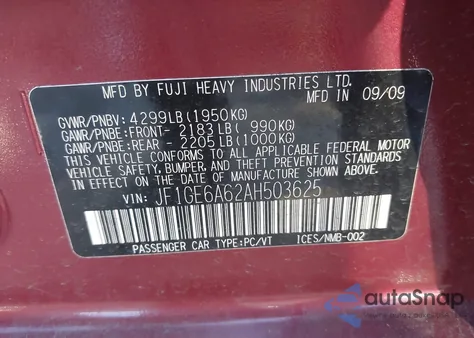 MFD BY FUJI HEAVY INDUSTRIES LTD.
MFD IN 09/09
GVWR/PNBV: 4299LB(1950KG)
GAWR/PNBE:FRONT- 2183LB( 990KG)
GAWR/PNBE:REAR - 2205LB(1000KG)
THIS VEHICLE CONFORMS TO ALL APPLICABLE FEDERAL MOTOR
VEHICLE SAFETY, BUMPER, AND THEFT PREVENTION STANDARDS
IN EFFECT ON THE DATE OF MANUFACTURE SHOWN ABOVE.
VIN: JF1GE6A62AH503625
PASSENGER CAR TYPE:PC/VT ICES/NMB-002
autoSnap